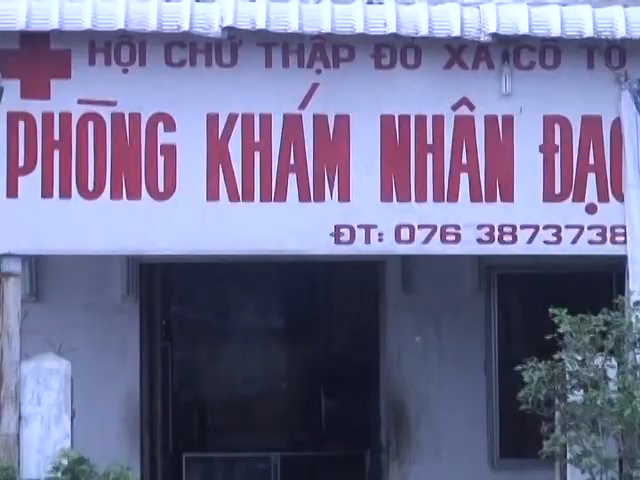 HỘI CHỮ THẬP ĐỎ XÃ CÔ TÔ
PHÒNG KHÁM NHÂN ĐẠO
ĐT: 076 3873738